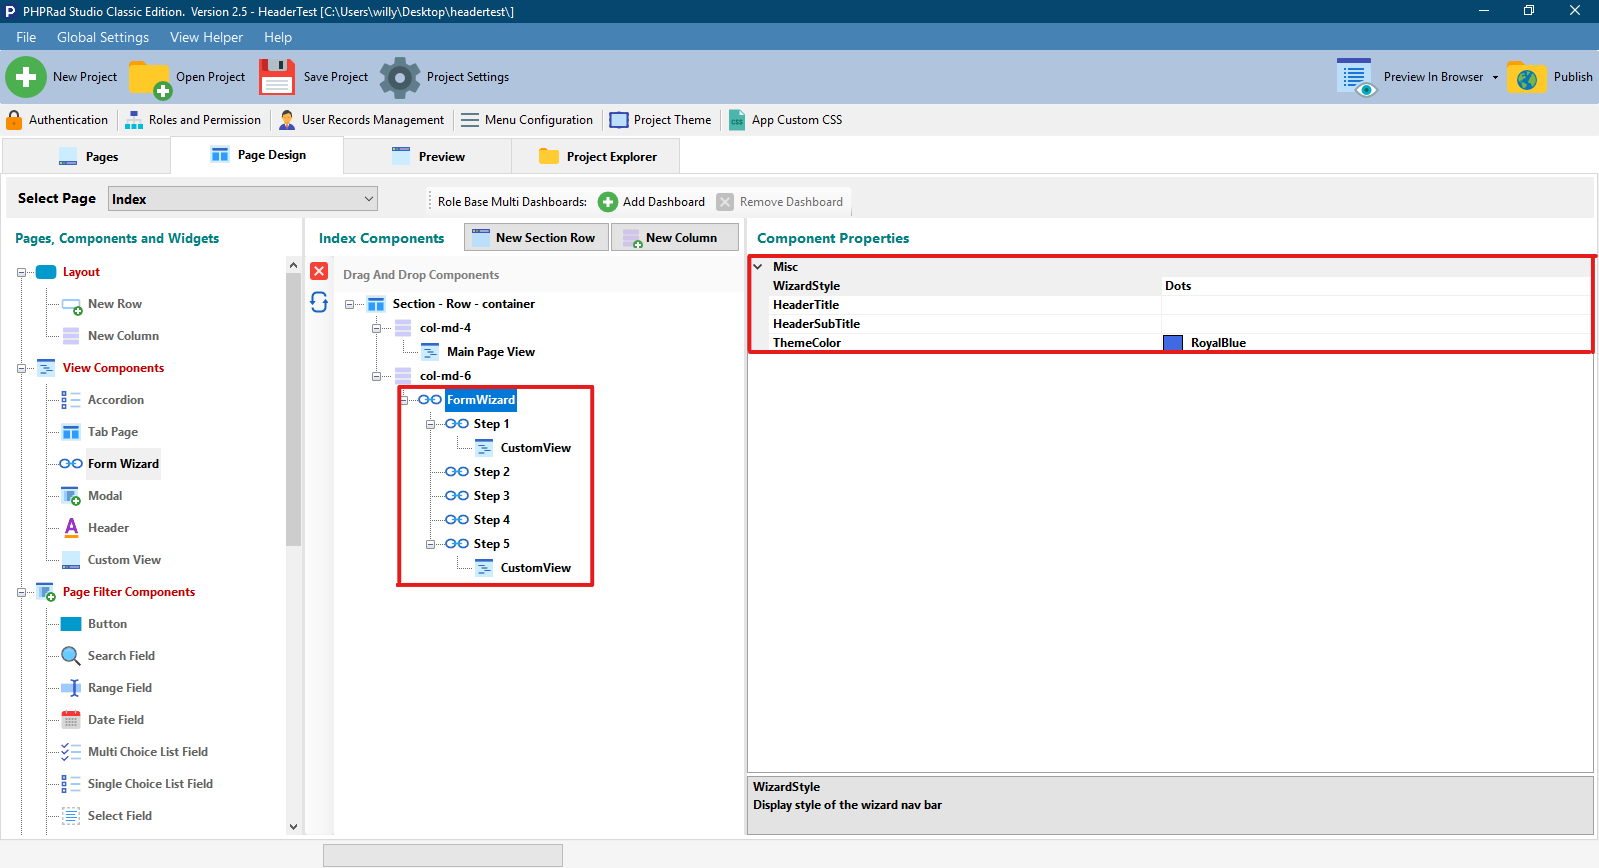 PHPRad Studio Classic Edition.  Version 2.5 - HeaderTest [C:\Users\willy\Desktop\headertest\]
File Global Settings View Helper Help
New Project Open Project Save Project Project Settings Preview In Browser Publish
Authentication Roles and Permission User Records Management Menu Configuration Project Theme App Custom CSS
Pages Page Design Preview Project Explorer
Select Page Index Role Base Multi Dashboards: Add Dashboard Remove Dashboard
Pages, Components and Widgets
Layout
New Row
New Column
View Components
Accordion
Tab Page
Form Wizard
Modal
Header
Custom View
Page Filter Components
Button
Search Field
Range Field
Date Field
Multi Choice List Field
Single Choice List Field
Select Field
Index Components New Section Row New Column
Drag And Drop Components
Section - Row - container
col-md-4
Main Page View
col-md-6
FormWizard
Step 1
CustomView
Step 2
Step 3
Step 4
Step 5
CustomView
Component Properties
Misc
WizardStyle Dots
HeaderTitle
HeaderSubTitle
ThemeColor RoyalBlue
WizardStyle
Display style of the wizard nav bar